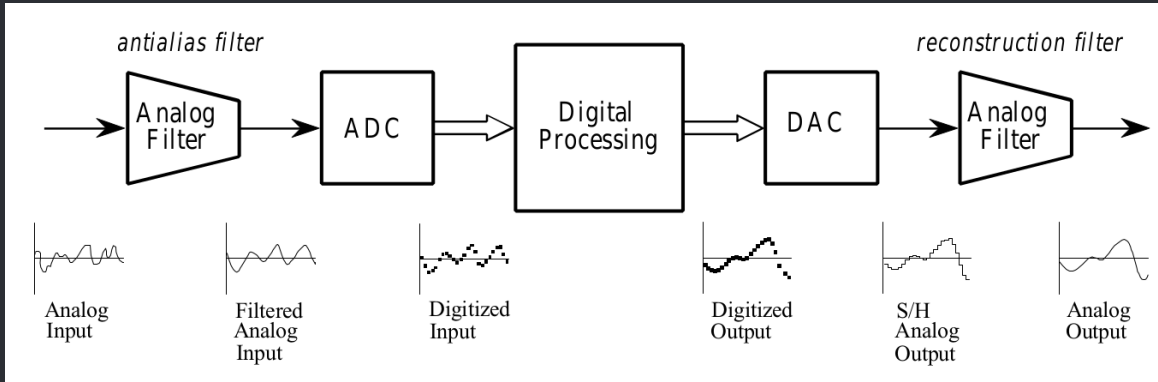 antialias filter
reconstruction filter
Analog
Filter
ADC
Digital
Processing
DAC
Analog
Filter
Analog
Input
Filtered
Analog
Input
Digitized
Input
Digitized
Output
S/H
Analog
Output
Analog
Output